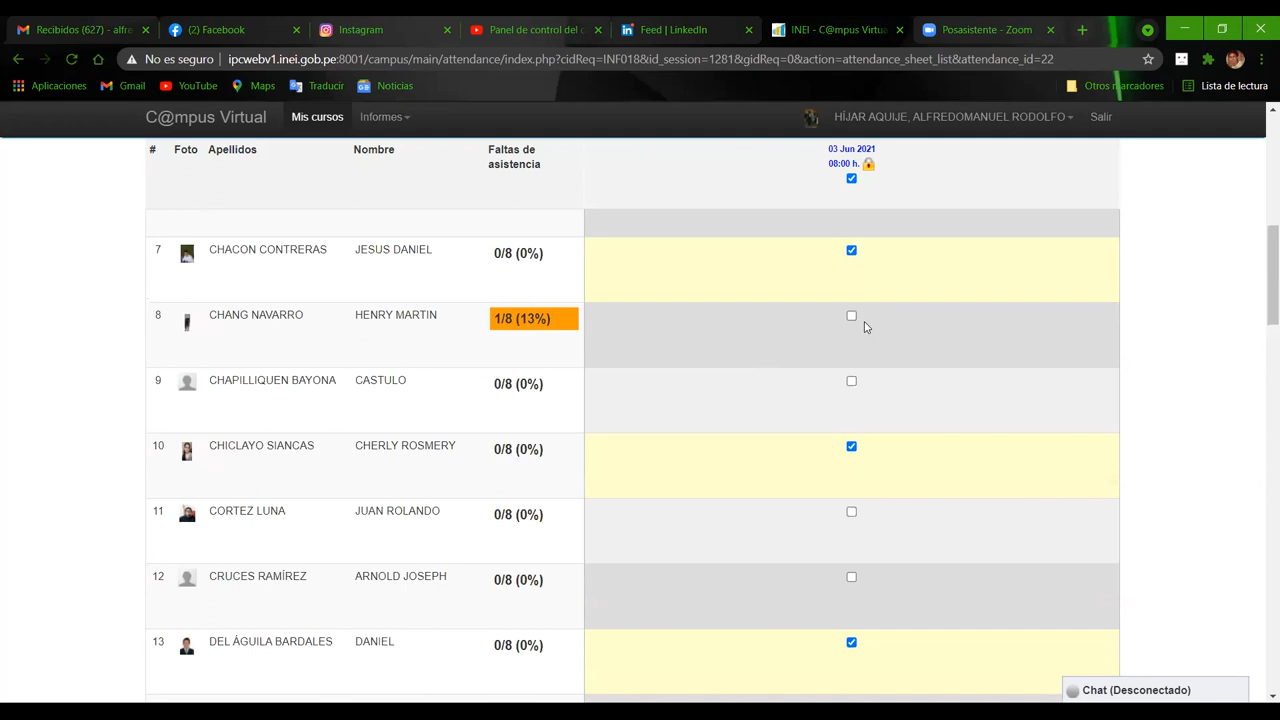 Recibidos (627) - alfre
(2) Facebook
Instagram
Panel de control del c
Feed | LinkedIn
INEI - C@mpus Virtua
Posasistente - Zoom
No es seguro | ipcwebv1.inei.gob.pe:8001/campus/main/attendance/index.php?cidReq=INF018&id_session=1281&gidReq=0&action=attendance_sheet_list&attendance_id=22
Aplicaciones Gmail YouTube Maps Traducir Noticias Otros marcadores Lista de lectura
C@mpus Virtual Mis cursos Informes HÍJAR AQUIJE, ALFREDOMANUEL RODOLFO Salir
# Foto Apellidos Nombre Faltas de asistencia 03 Jun 2021
08:00 h.
7 CHACON CONTRERAS JESUS DANIEL 0/8 (0%)
8 CHANG NAVARRO HENRY MARTIN 1/8 (13%)
9 CHAPILLIQUEN BAYONA CASTULO 0/8 (0%)
10 CHICLAYO SIANCAS CHERLY ROSMERY 0/8 (0%)
11 CORTEZ LUNA JUAN ROLANDO 0/8 (0%)
12 CRUCES RAMÍREZ ARNOLD JOSEPH 0/8 (0%)
13 DEL ÁGUILA BARDALES DANIEL 0/8 (0%)
Chat (Desconectado)